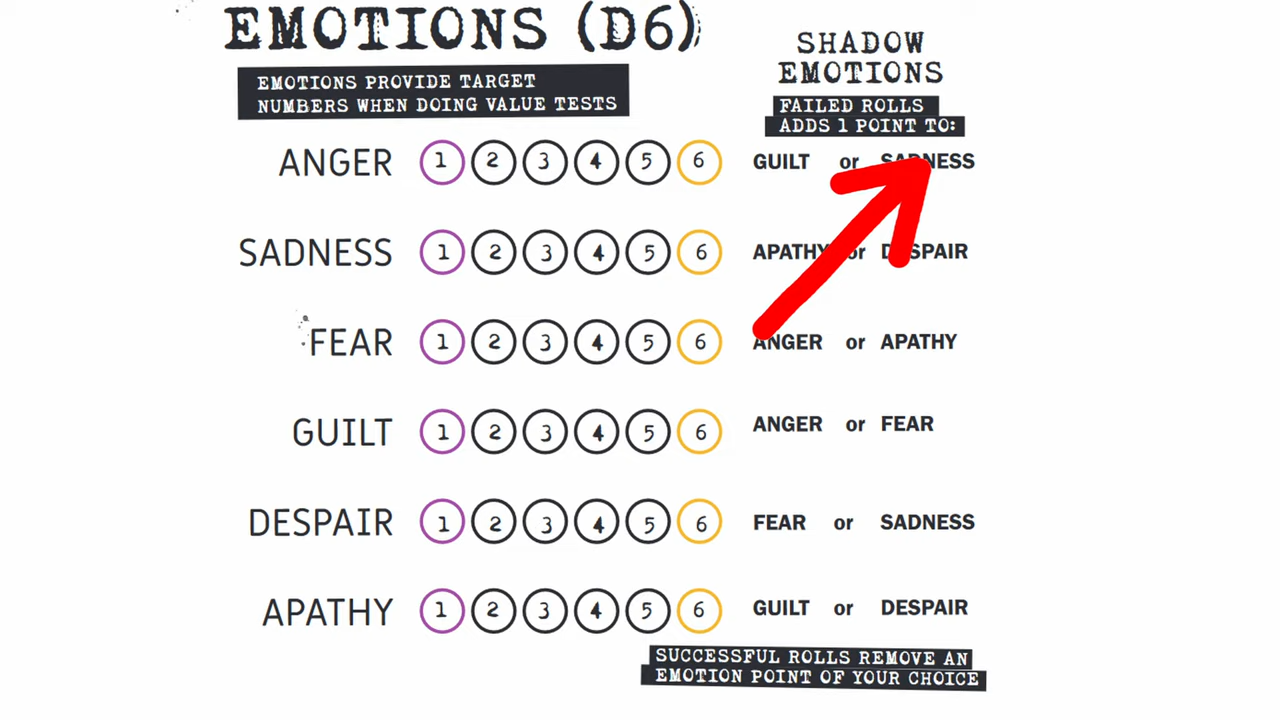 EMOTIONS (D6)
EMOTIONS PROVIDE TARGET
NUMBERS WHEN DOING VALUE TESTS
SHADOW
EMOTIONS
FAILED ROLLS
ADDS 1 POINT TO:
ANGER 1 2 3 4 5 6 GUILT or SADNESS
SADNESS 1 2 3 4 5 6 APATHY or DESPAIR
FEAR 1 2 3 4 5 6 ANGER or APATHY
GUILT 1 2 3 4 5 6 ANGER or FEAR
DESPAIR 1 2 3 4 5 6 FEAR or SADNESS
APATHY 1 2 3 4 5 6 GUILT or DESPAIR
SUCCESSFUL ROLLS REMOVE AN
EMOTION POINT OF YOUR CHOICE